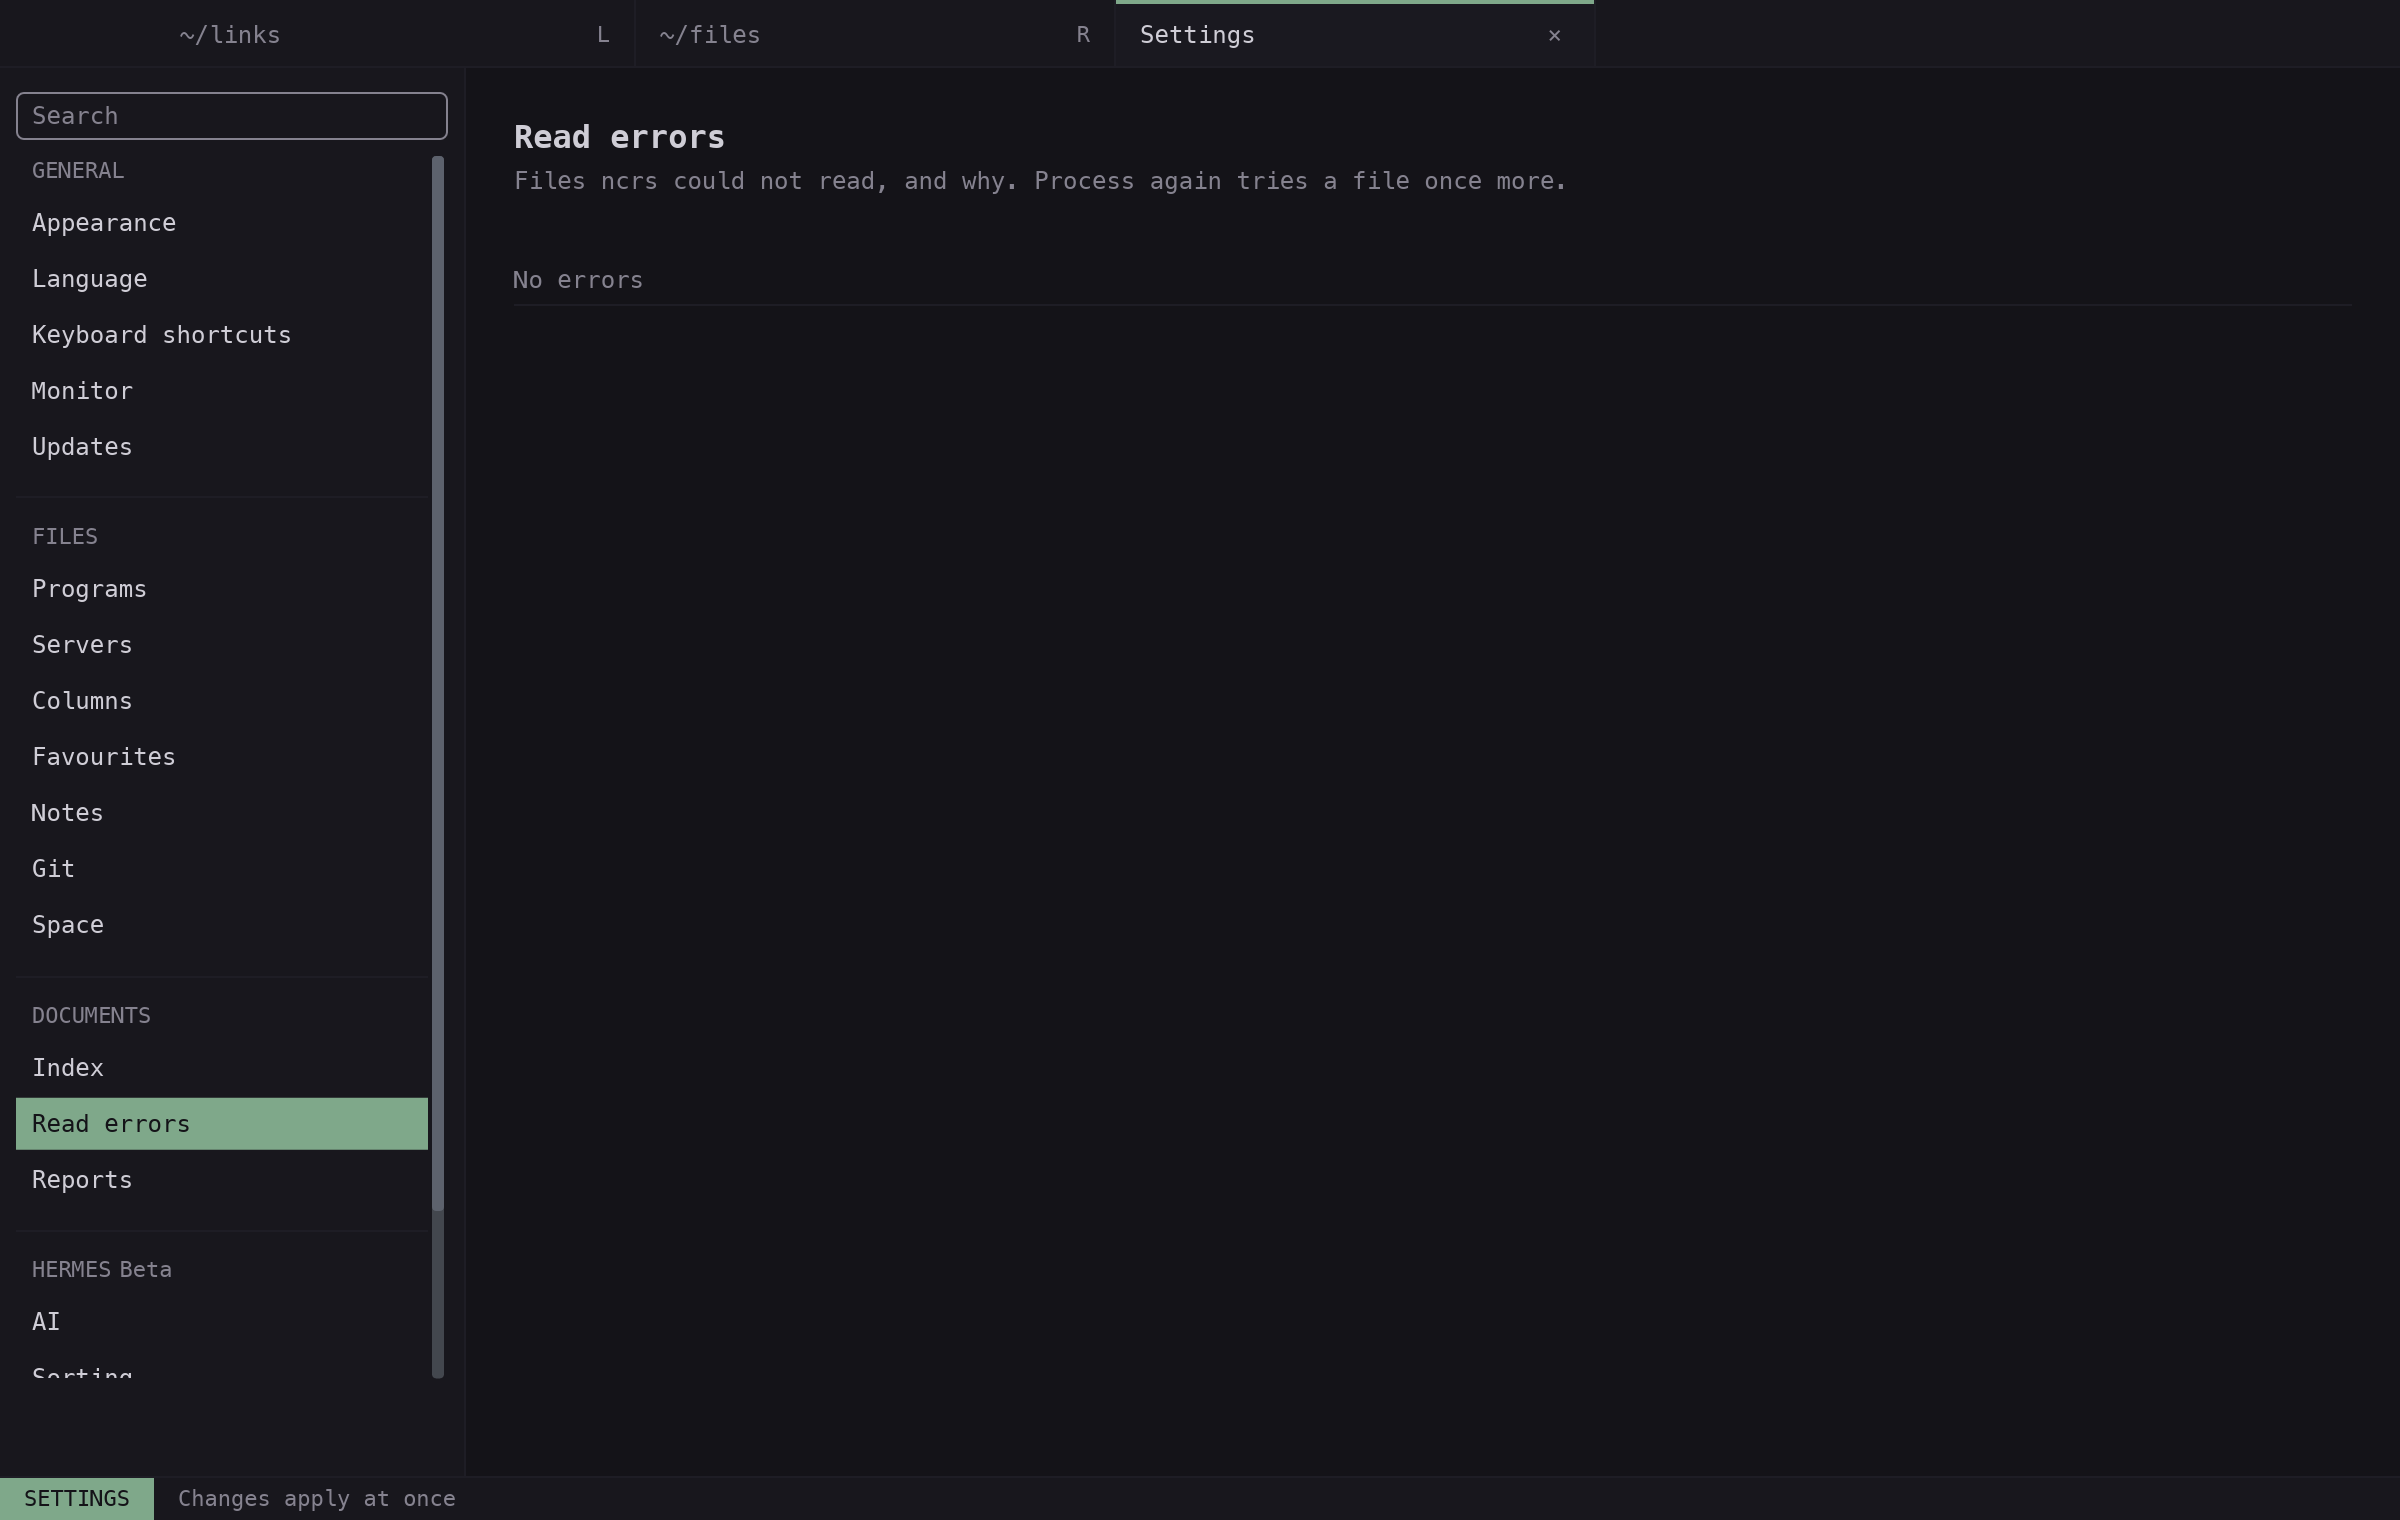 ~/links L ~/files R Settings ×
Search
GENERAL
Appearance
Language
Keyboard shortcuts
Monitor
Updates
FILES
Programs
Servers
Columns
Favourites
Notes
Git
Space
DOCUMENTS
Index
Read errors
Reports
HERMES Beta
AI
Sorting
Read errors
Files ncrs could not read, and why. Process again tries a file once more.
No errors
SETTINGS Changes apply at once